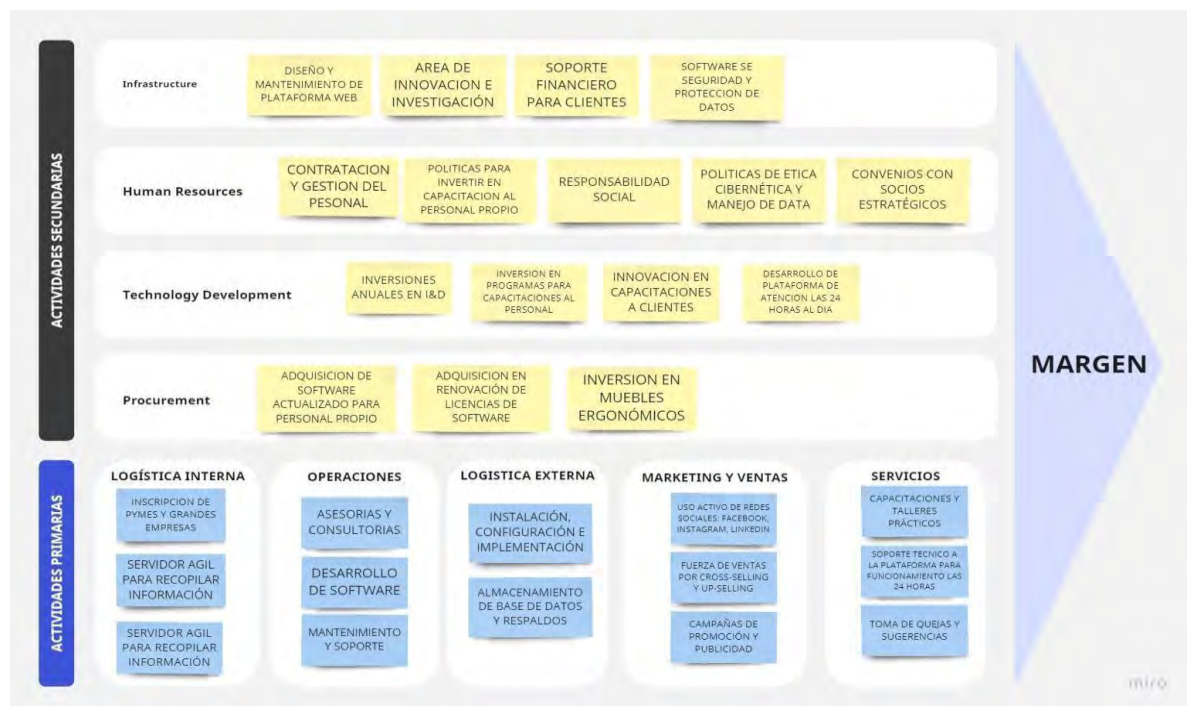 ACTIVIDADES SECUNDARIAS
Infrastructure
DISEÑO Y
MANTENIMIENTO DE
PLATAFORMA WEB
AREA DE
INNOVACION E
INVESTIGACIÓN
SOPORTE
FINANCIERO
PARA CLIENTES
SOFTWARE SE
SEGURIDAD Y
PROTECCION DE
DATOS
Human Resources
CONTRATACION
Y GESTION DEL
PESONAL
POLITICAS PARA
INVERTIR EN
CAPACITACION AL
PERSONAL PROPIO
RESPONSABILIDAD
SOCIAL
POLITICAS DE ETICA
CIBERNÉTICA Y
MANEJO DE DATA
CONVENIOS CON
SOCIOS
ESTRATÉGICOS
Technology Development
INVERSIONES
ANUALES EN I&D
INVERSION EN
PROGRAMAS PARA
CAPACITACIONES AL
PERSONAL
INNOVACION EN
CAPACITACIONES
A CLIENTES
DESARROLLO DE
PLATAFORMA DE
ATENCION LAS 24
HORAS AL DIA
Procurement
ADQUISICION DE
SOFTWARE
ACTUALIZADO PARA
PERSONAL PROPIO
ADQUISICION EN
RENOVACIÓN DE
LICENCIAS DE
SOFTWARE
INVERSION EN
MUEBLES
ERGONÓMICOS
MARGEN
ACTIVIDADES PRIMARIAS
LOGÍSTICA INTERNA
INSCRIPCION DE
PYMES Y GRANDES
EMPRESAS
SERVIDOR AGIL
PARA RECOPILAR
INFORMACIÓN
SERVIDOR AGIL
PARA RECOPILAR
INFORMACIÓN
OPERACIONES
ASESORIAS Y
CONSULTORIAS
DESARROLLO
DE SOFTWARE
MANTENIMIENTO
Y SOPORTE
LOGISTICA EXTERNA
INSTALACIÓN,
CONFIGURACIÓN E
IMPLEMENTACIÓN
ALMACENAMIENTO
DE BASE DE DATOS
Y RESPALDOS
MARKETING Y VENTAS
USO ACTIVO DE REDES
SOCIALES: FACEBOOK,
INSTAGRAM, LINKEDIN
FUERZA DE VENTAS
POR CROSS-SELLING
Y UP-SELLING
CAMPAÑAS DE
PROMOCIÓN Y
PUBLICIDAD
SERVICIOS
CAPACITACIONES Y
TALLERES
PRÁCTICOS
SOPORTE TECNICO A
LA PLATAFORMA PARA
FUNCIONAMIENTO LAS
24 HORAS
TOMA DE QUEJAS Y
SUGERENCIAS
miro